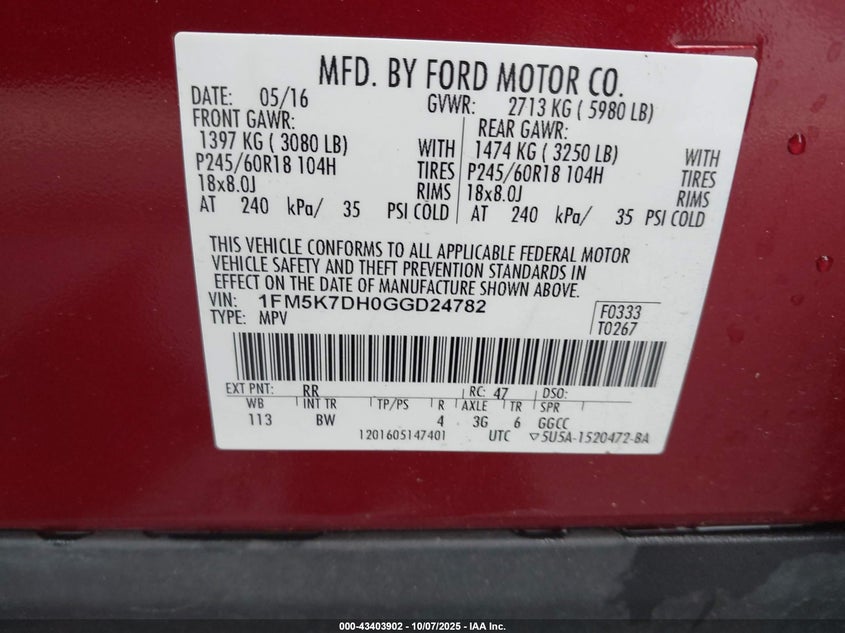 MFD. BY FORD MOTOR CO.
DATE: 05/16 GVWR: 2713 KG ( 5980 LB)
FRONT GAWR: REAR GAWR:
1397 KG ( 3080 LB) WITH 1474 KG ( 3250 LB) WITH
P245/60R18 104H TIRES P245/60R18 104H TIRES
18x8.0J RIMS 18x8.0J RIMS
AT 240 kPa/ 35 PSI COLD AT 240 kPa/ 35 PSI COLD
THIS VEHICLE CONFORMS TO ALL APPLICABLE FEDERAL MOTOR
VEHICLE SAFETY AND THEFT PREVENTION STANDARDS IN
EFFECT ON THE DATE OF MANUFACTURE SHOWN ABOVE.
VIN: 1FM5K7DH0GGD24782 F0333
TYPE: MPV T0267
EXT PNT: RR RC: 47 DSO:
WB INT TR TP/PS R AXLE TR SPR
113 BW 4 3G 6 GGCC
1201605147401 UTC ▽5U5A-1520472-BA
000-43403902 - 10/07/2025 - IAA Inc.